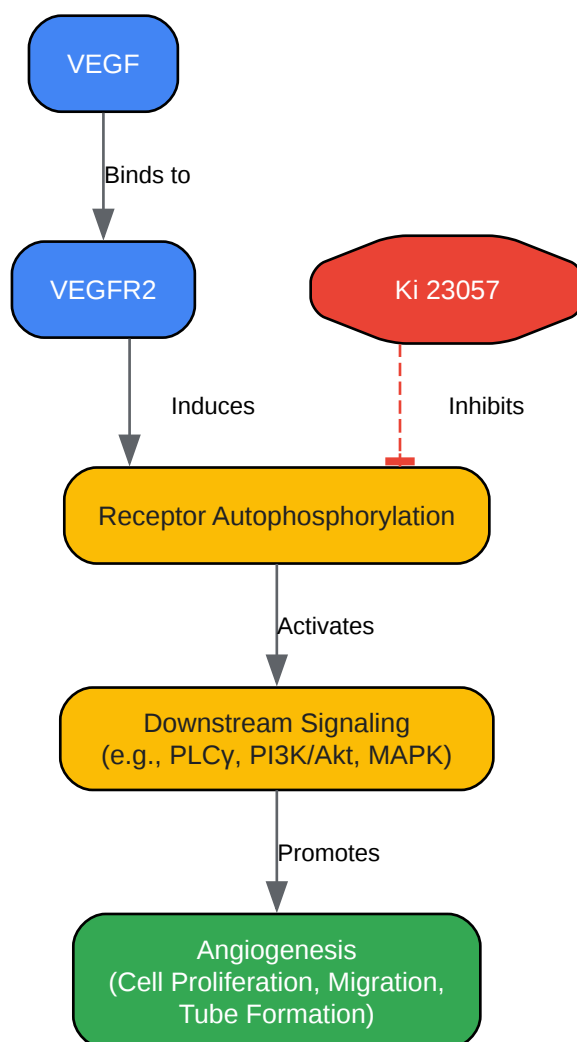 VEGF
Binds to
VEGFR2
Ki 23057
Induces
Inhibits
Receptor Autophosphorylation
Activates
Downstream Signaling
(e.g., PLCγ, PI3K/Akt, MAPK)
Promotes
Angiogenesis
(Cell Proliferation, Migration,
Tube Formation)